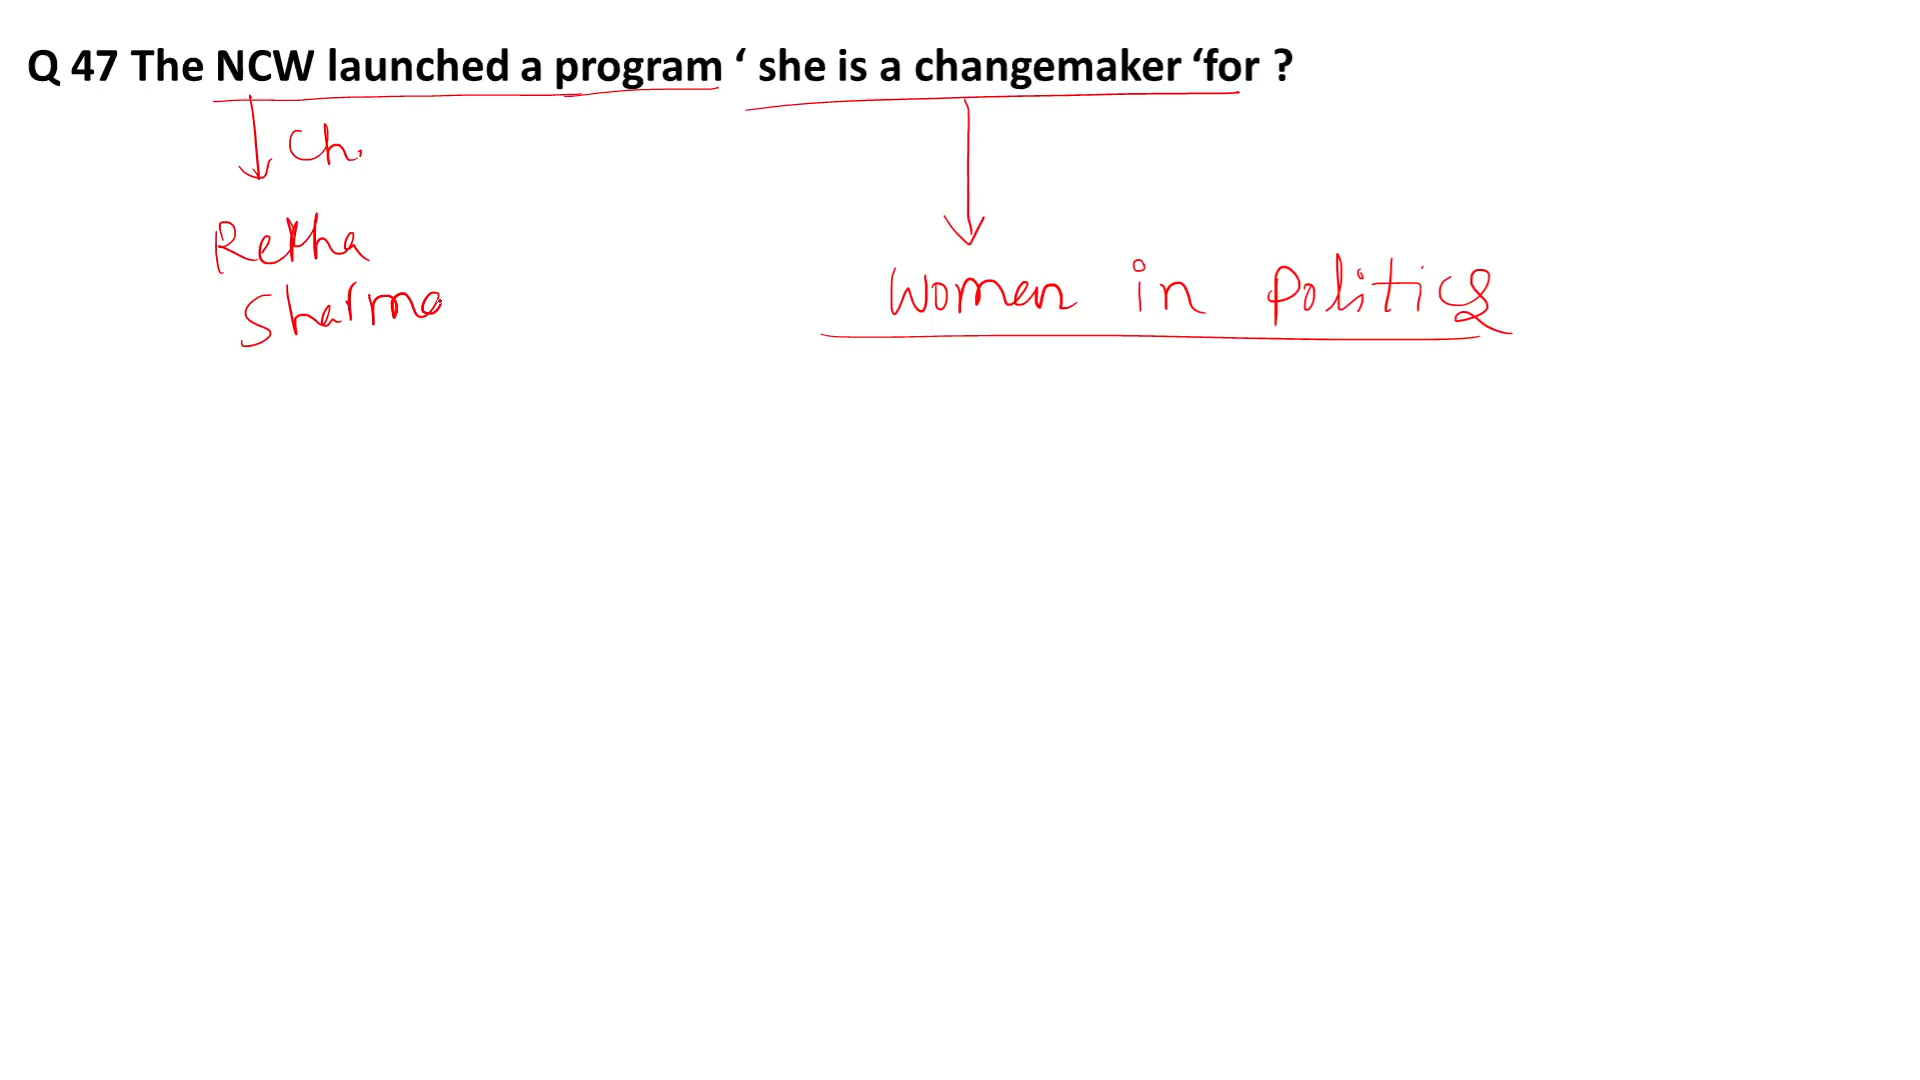 Q 47 The NCW launched a program ‘ she is a changemaker ‘for ?
Ch.
Rekha
Sharma
Women in Politics